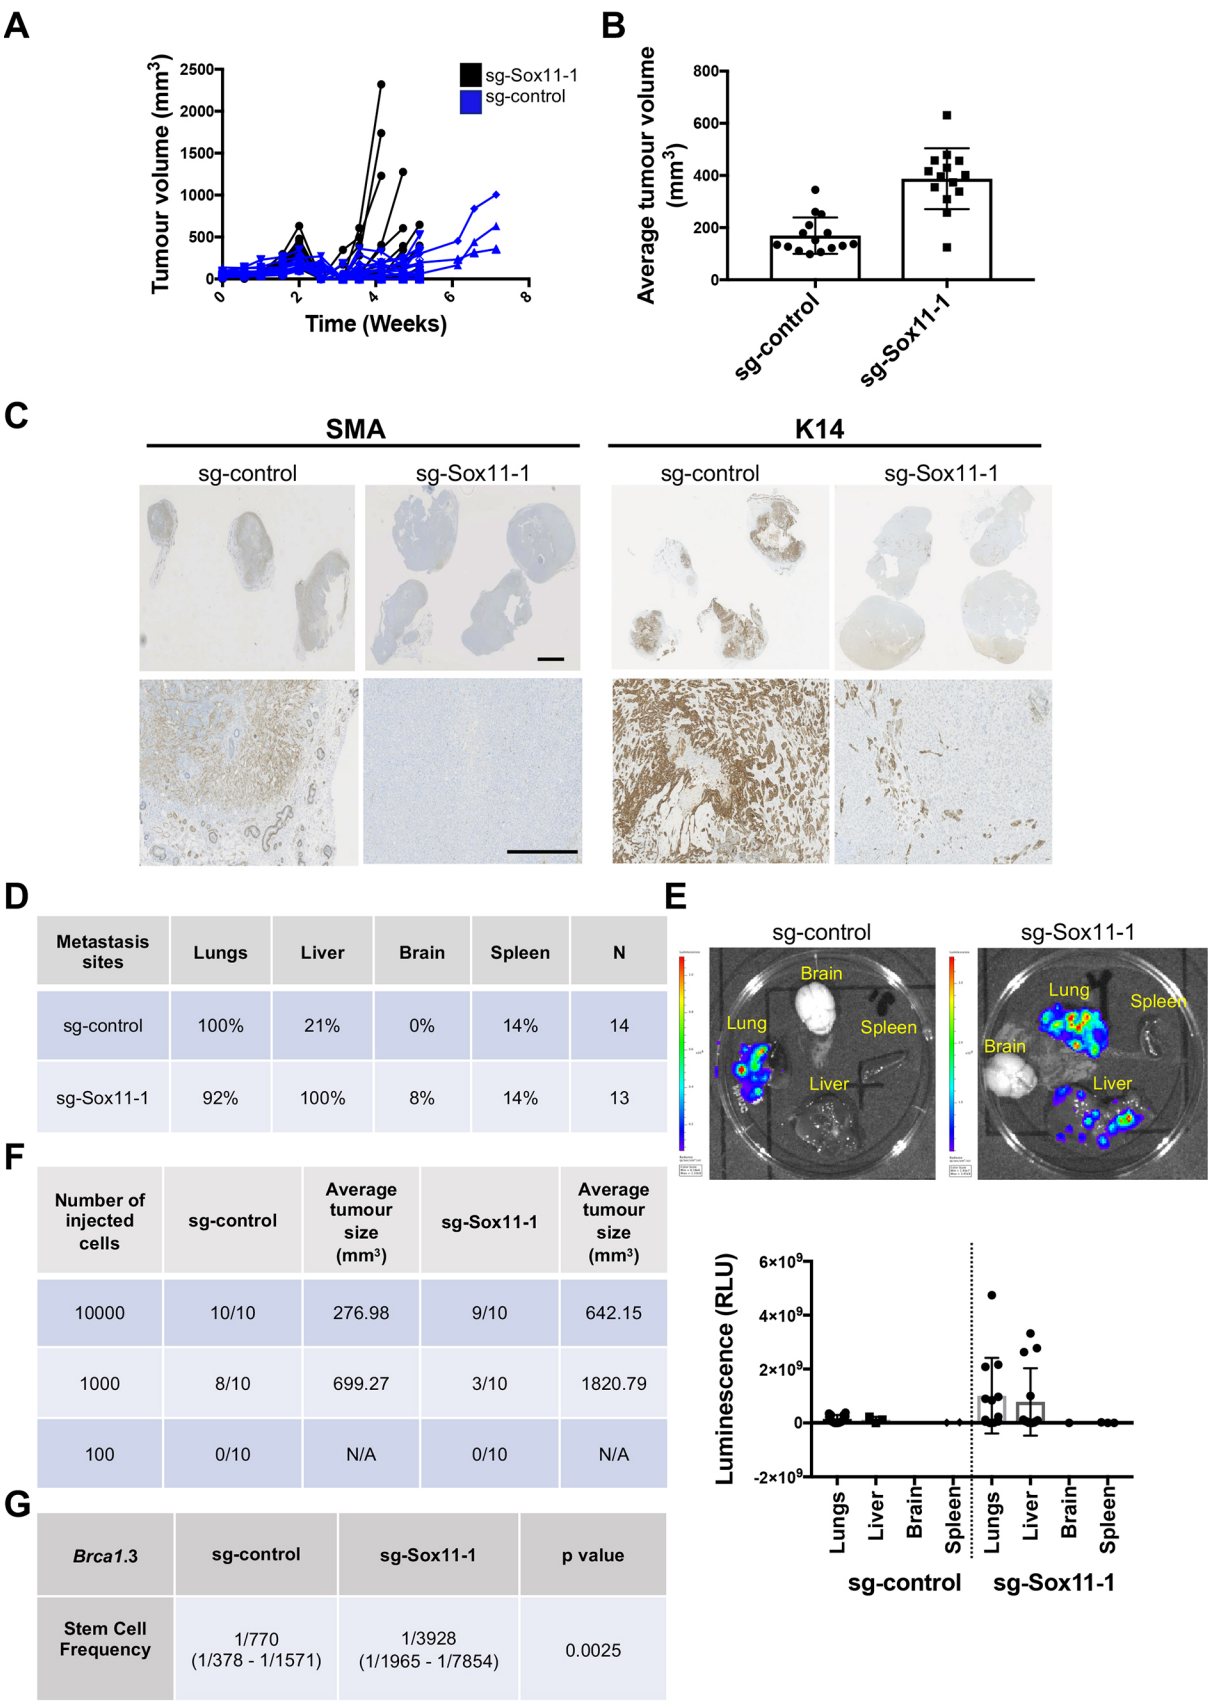 A
Tumour volume (mm3)
2500
2000
1500
1000
500
0
0
2
4
6
8
Time (Weeks)
sg-Sox11-1
sg-control
B
Average tumour volume
(mm3)
800
600
400
200
0
sg-control
sg-Sox11-1
C
SMA
K14
sg-control
sg-Sox11-1
sg-control
sg-Sox11-1
D
Metastasis sites
Lungs
Liver
Brain
Spleen
N
sg-control
100%
21%
0%
14%
14
sg-Sox11-1
92%
100%
8%
14%
13
E
sg-control
sg-Sox11-1
Brain
Lung
Spleen
Liver
Lung
Spleen
Brain
Liver
Luminescence (RLU)
6×10⁹
4×10⁹
2×10⁹
0
-2×10⁹
Lungs
Liver
Brain
Spleen
Lungs
Liver
Brain
Spleen
sg-control
sg-Sox11-1
F
Number of injected cells
sg-control
Average tumour size (mm3)
sg-Sox11-1
Average tumour size (mm3)
10000
10/10
276.98
9/10
642.15
1000
8/10
699.27
3/10
1820.79
100
0/10
N/A
0/10
N/A
G
Brca1.3
sg-control
sg-Sox11-1
p value
Stem Cell Frequency
1/770
(1/378 - 1/1571)
1/3928
(1/1965 - 1/7854)
0.0025